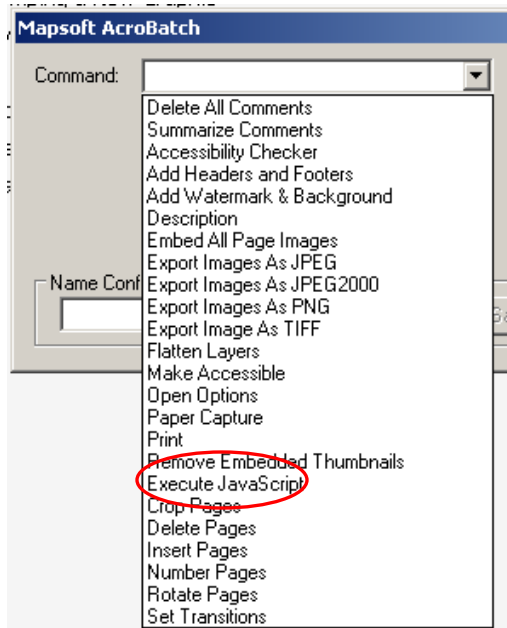 Mapsoft AcroBatch
Command:
Delete All Comments
Summarize Comments
Accessibility Checker
Add Headers and Footers
Add Watermark & Background
Description
Embed All Page Images
Export Images As JPEG
Name Conf
Export Images As JPEG2000
Export Images As PNG
Export Image As TIFF
Flatten Layers
Make Accessible
Open Options
Paper Capture
Print
Remove Embedded Thumbnails
Execute JavaScript
Crop Pages
Delete Pages
Insert Pages
Number Pages
Rotate Pages
Set Transitions